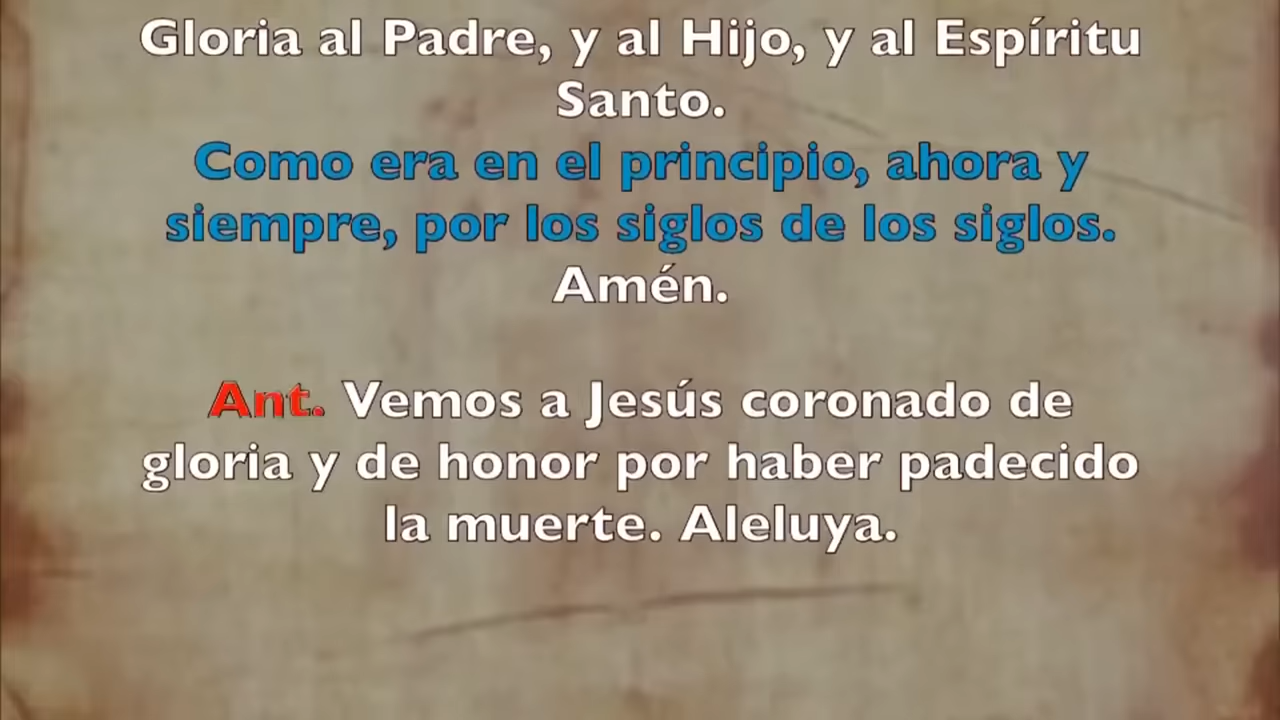 Gloria al Padre, y al Hijo, y al Espíritu
Santo.
Como era en el principio, ahora y
siempre, por los siglos de los siglos.
Amén.
Ant. Vemos a Jesús coronado de
gloria y de honor por haber padecido
la muerte. Aleluya.